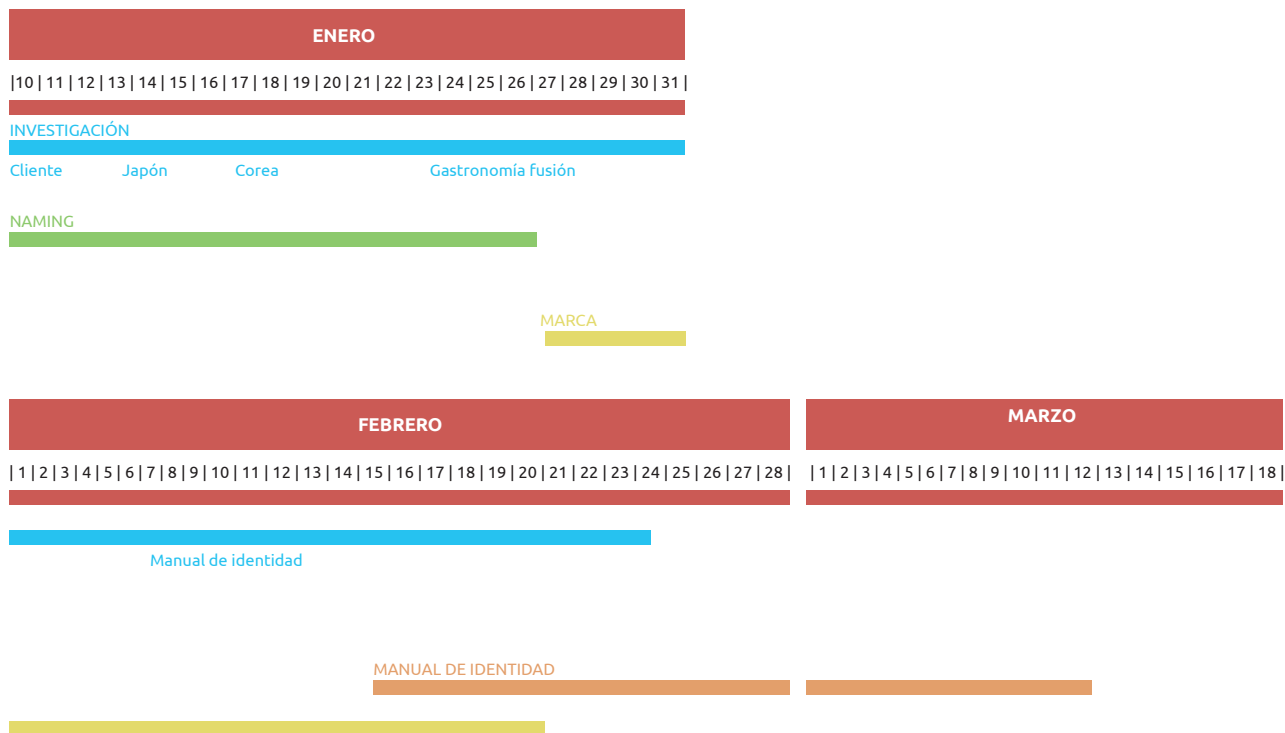 ENERO
|10 | 11 | 12 | 13 | 14 | 15 | 16 | 17 | 18 | 19 | 20 | 21 | 22 | 23 | 24 | 25 | 26 | 27 | 28 | 29 | 30 | 31 |
INVESTIGACIÓN
Cliente Japón Corea Gastronomía fusión
NAMING
MARCA
FEBRERO
| 1 | 2 | 3 | 4 | 5 | 6 | 7 | 8 | 9 | 10 | 11 | 12 | 13 | 14 | 15 | 16 | 17 | 18 | 19 | 20 | 21 | 22 | 23 | 24 | 25 | 26 | 27 | 28 |
MARZO
| 1 | 2 | 3 | 4 | 5 | 6 | 7 | 8 | 9 | 10 | 11 | 12 | 13 | 14 | 15 | 16 | 17 | 18 |
Manual de identidad
MANUAL DE IDENTIDAD